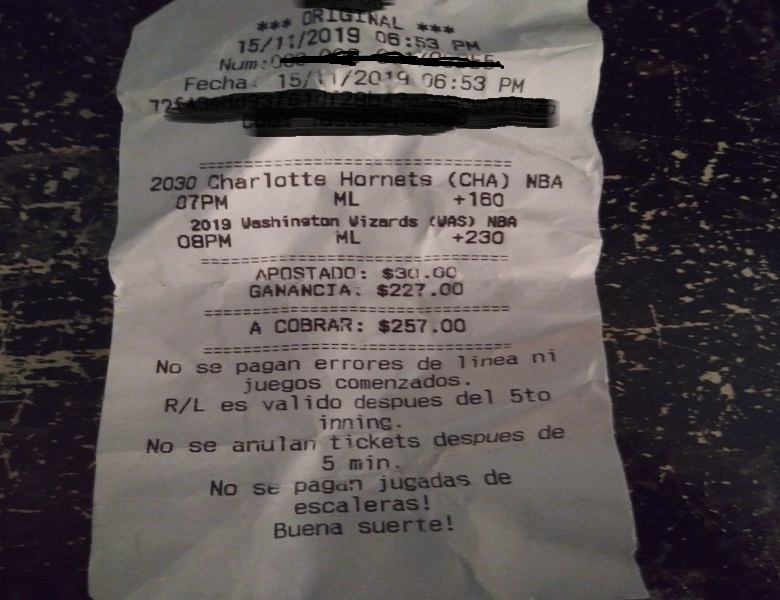 *** ORIGINAL ***
15/11/2019 06:53 PM
Num:
Fecha: 15/11/2019 06:53 PM
==============================
2030 Charlotte Hornets (CHA) NBA
07PM ML +160
2019 Washington Wizards (WAS) NBA
08PM ML +230
==============================
APOSTADO: $30.00
GANANCIA: $227.00
==============================
A COBRAR: $257.00
==============================
No se pagan errores de linea ni
juegos comenzados.
R/L es valido despues del 5to
inning.
No se anulan tickets despues de
5 min.
No se pagan jugadas de
escaleras!
Buena suerte!